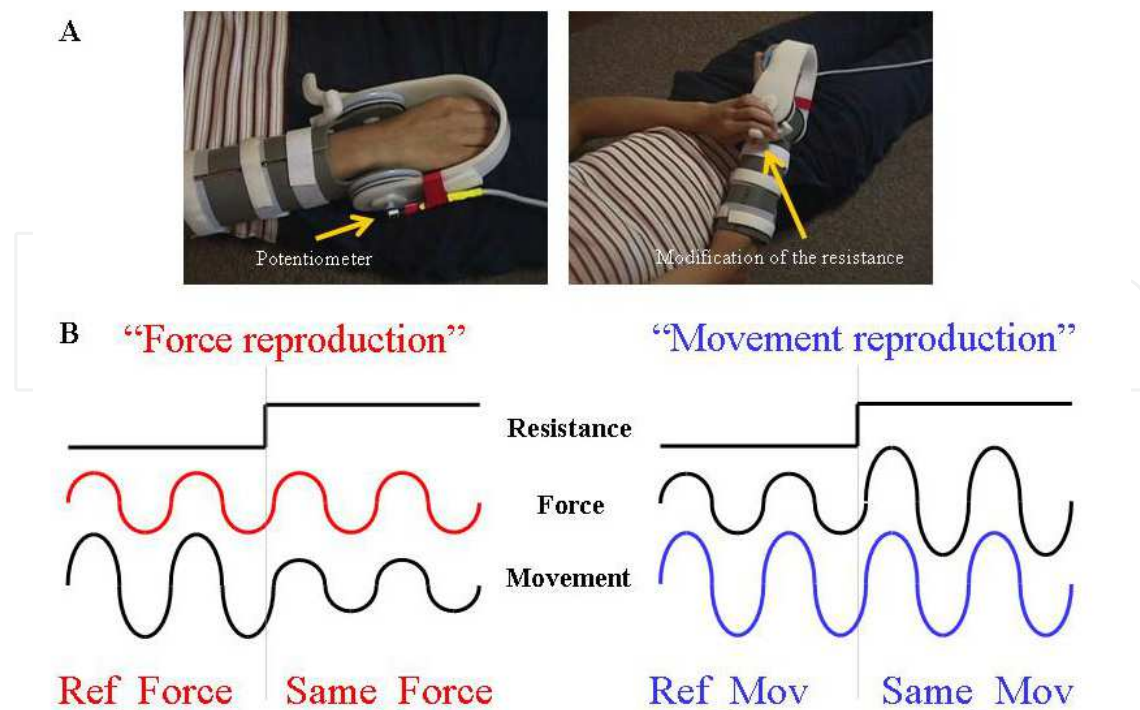 A
Potentiometer
Modification of the resistance
B
“Force reproduction”
“Movement reproduction”
Resistance
Force
Movement
Ref Force
Same Force
Ref Mov
Same Mov